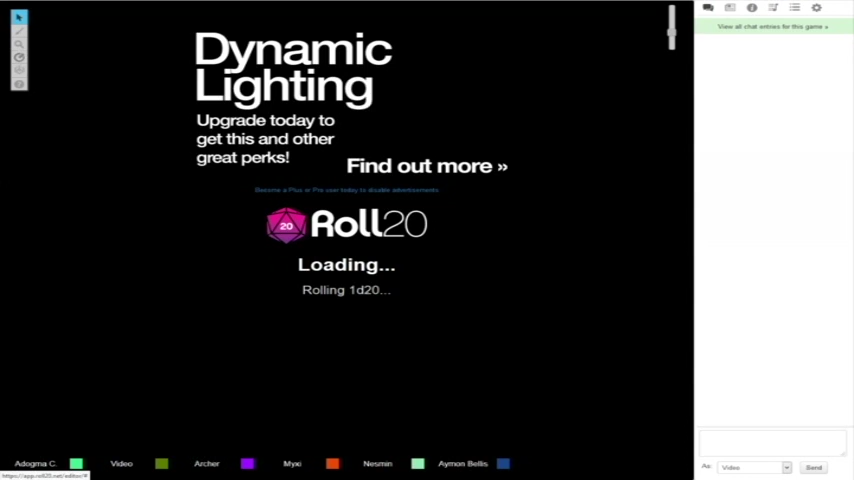 View all chat entries for this game »
Dynamic
Lighting
Upgrade today to
get this and other
great perks!
Find out more »
Become a Plus or Pro user today to disable advertisements
20 Roll20
Loading...
Rolling 1d20...
Adogma C. Video Archer Myxi Nesmin Aymon Bellis
As: Video Send
https://app.roll20.net/editor/#